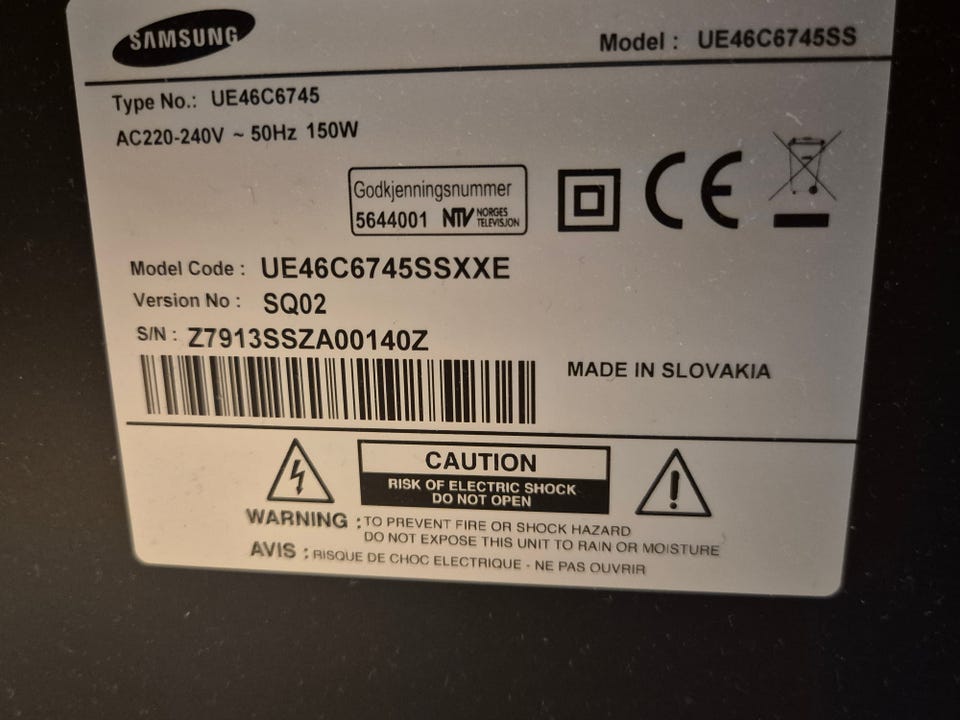 SAMSUNG
Model : UE46C6745SS
Type No.: UE46C6745
AC220-240V ~ 50Hz 150W
Godkjenningsnummer
5644001 NTV NORGES TELEVISJON
CE
Model Code : UE46C6745SSXXE
Version No : SQ02
S/N : Z7913SSZA00140Z
MADE IN SLOVAKIA
CAUTION
RISK OF ELECTRIC SHOCK
DO NOT OPEN
WARNING : TO PREVENT FIRE OR SHOCK HAZARD
DO NOT EXPOSE THIS UNIT TO RAIN OR MOISTURE
AVIS : RISQUE DE CHOC ELECTRIQUE - NE PAS OUVRIR